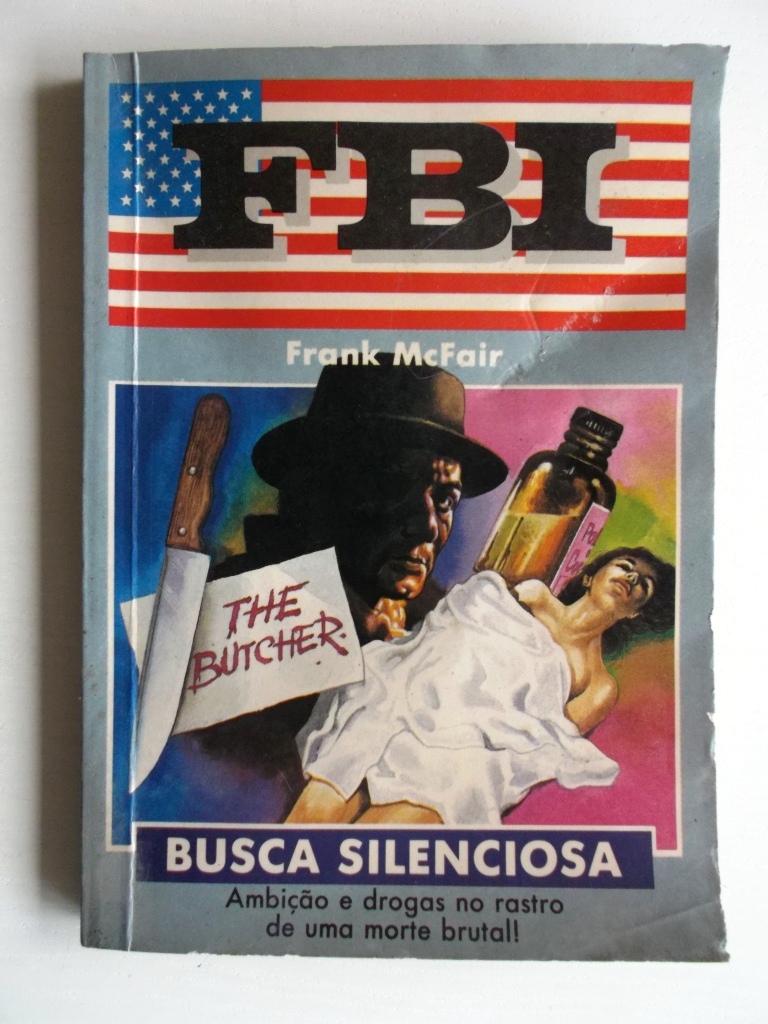 FBI
Frank McFair
THE
BUTCHER
BUSCA SILENCIOSA
Ambição e drogas no rastro
de uma morte brutal!